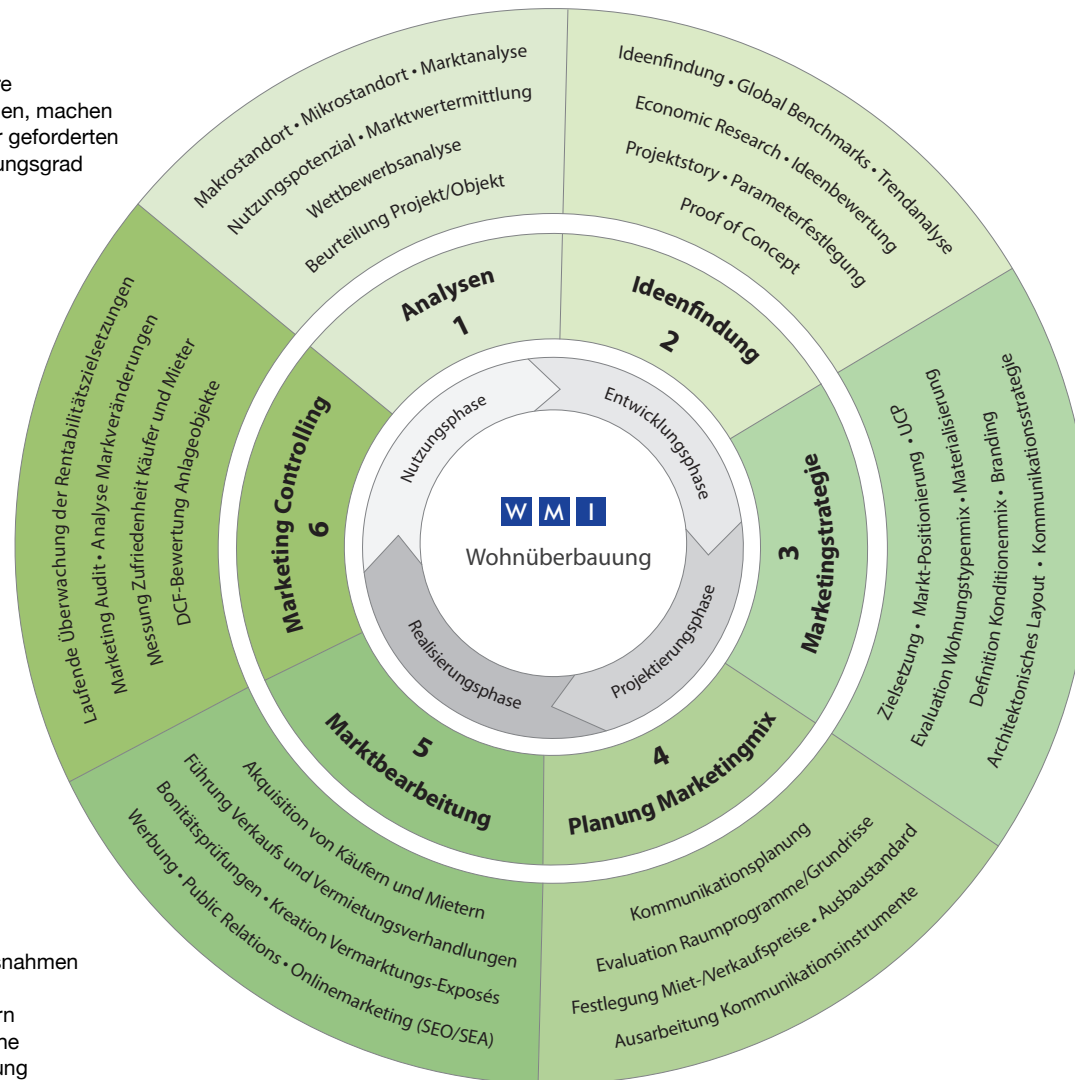 re
en, machen
r geforderten
ungsgrad
Makrostandort • Mikrostandort • Marktanalyse
Nutzungspotenzial • Marktwertermittlung
Wettbewerbsanalyse
Beurteilung Projekt/Objekt
Ideenfindung • Global Benchmarks • Trendanalyse
Economic Research • Ideenbewertung
Projektstory • Parameterfestlegung
Proof of Concept
Analysen
1
Ideenfindung
2
3
Marketingstrategie
Zielsetzung • Markt-Positionierung • UCP
Evaluation Wohnungstypenmix • Materialisierung
Definition Konditionenmix • Branding
Architektonisches Layout • Kommunikationsstrategie
4
Planung Marketingmix
Kommunikationsplanung
Evaluation Raumprogramme/Grundrisse
Festlegung Miet-/Verkaufspreise • Ausbaustandard
Ausarbeitung Kommunikationsinstrumente
5
Marktbearbeitung
Akquisition von Käufern und Mietern
Führung Verkaufs und Vermietungsverhandlungen
Bonitätsprüfungen • Kreation Vermarktungs-Exposés
Werbung • Public Relations • Onlinemarketing (SEO/SEA)
Marketing Controlling
6
Laufende Überwachung der Rentabilitätszielsetzungen
Marketing Audit • Analyse Markveränderungen
Messung Zufriedenheit Käufer und Mieter
DCF-Bewertung Anlageobjekte
Nutzungsphase
Entwicklungsphase
Projektierungsphase
Realisierungsphase
W M I
Wohnüberbauung
snahmen
rn
ne
ung